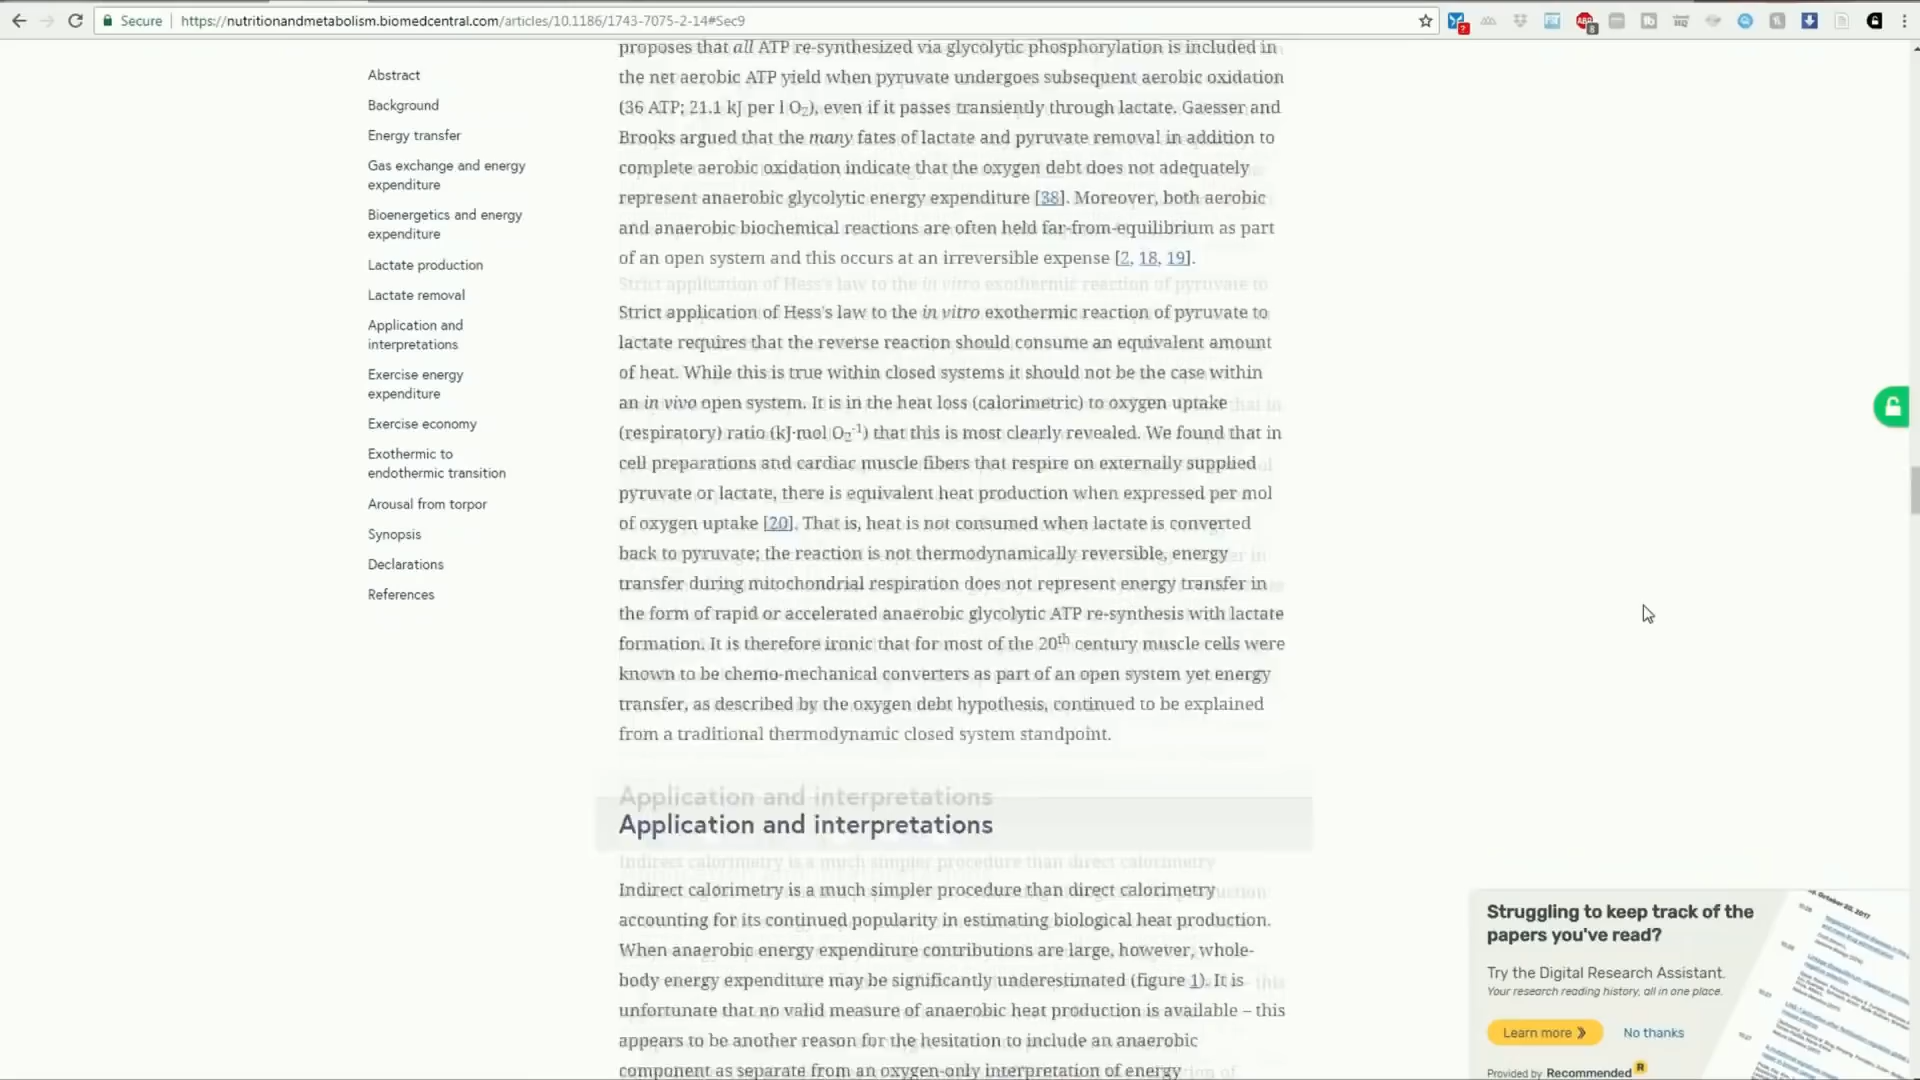 Secure
https://nutritionandmetabolism.biomedcentral.com/articles/10.1186/1743-7075-2-14#Sec9
Abstract
Background
Energy transfer
Gas exchange and energy
expenditure
Bioenergetics and energy
expenditure
Lactate production
Lactate removal
Application and
interpretations
Exercise energy
expenditure
Exercise economy
Exothermic to
endothermic transition
Arousal from torpor
Synopsis
Declarations
References
proposes that all ATP re-synthesized via glycolytic phosphorylation is included in
the net aerobic ATP yield when pyruvate undergoes subsequent aerobic oxidation
(36 ATP; 21.1 kJ per l O2), even if it passes transiently through lactate. Gaesser and
Brooks argued that the many fates of lactate and pyruvate removal in addition to
complete aerobic oxidation indicate that the oxygen debt does not adequately
represent anaerobic glycolytic energy expenditure [38]. Moreover, both aerobic
and anaerobic biochemical reactions are often held far-from-equilibrium as part
of an open system and this occurs at an irreversible expense [2, 18, 19].
Strict application of Hess's law to the in vitro exothermic reaction of pyruvate to
lactate requires that the reverse reaction should consume an equivalent amount
of heat. While this is true within closed systems it should not be the case within
an in vivo open system. It is in the heat loss (calorimetric) to oxygen uptake
(respiratory) ratio (kJ·mol O2-1) that this is most clearly revealed. We found that in
cell preparations and cardiac muscle fibers that respire on externally supplied
pyruvate or lactate, there is equivalent heat production when expressed per mol
of oxygen uptake [20]. That is, heat is not consumed when lactate is converted
back to pyruvate; the reaction is not thermodynamically reversible, energy
transfer during mitochondrial respiration does not represent energy transfer in
the form of rapid or accelerated anaerobic glycolytic ATP re-synthesis with lactate
formation. It is therefore ironic that for most of the 20th century muscle cells were
known to be chemo-mechanical converters as part of an open system yet energy
transfer, as described by the oxygen debt hypothesis, continued to be explained
from a traditional thermodynamic closed system standpoint.
Application and interpretations
Indirect calorimetry is a much simpler procedure than direct calorimetry
accounting for its continued popularity in estimating biological heat production.
When anaerobic energy expenditure contributions are large, however, whole-
body energy expenditure may be significantly underestimated (figure 1). It is
unfortunate that no valid measure of anaerobic heat production is available – this
appears to be another reason for the hesitation to include an anaerobic
component as separate from an oxygen-only interpretation of energy
Struggling to keep track of the
papers you've read?
Try the Digital Research Assistant.
Your research reading history, all in one place.
Learn more
No thanks
Provided by Recommended R